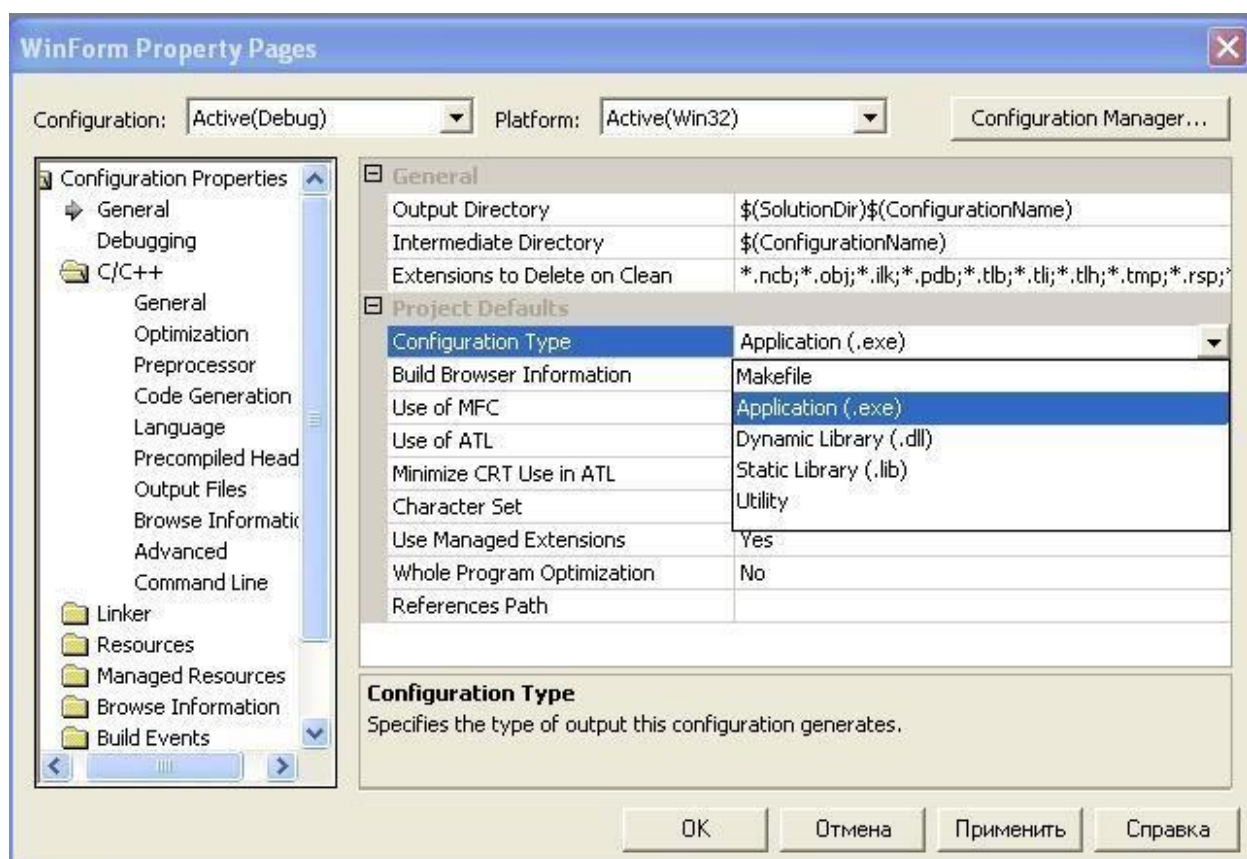 WinForm Property Pages
Configuration: Active(Debug) Platform: Active(Win32) Configuration Manager...
Configuration Properties
General
Debugging
C/C++
General
Optimization
Preprocessor
Code Generation
Language
Precompiled Head
Output Files
Browse Informatic
Advanced
Command Line
Linker
Resources
Managed Resources
Browse Information
Build Events
General
Output Directory $(SolutionDir)$(ConfigurationName)
Intermediate Directory $(ConfigurationName)
Extensions to Delete on Clean *.ncb;*.obj;*.ilk;*.pdb;*.tlb;*.tli;*.tlh;*.tmp;*.rsp;*
Project Defaults
Configuration Type Application (.exe)
Build Browser Information Makefile
Use of MFC Application (.exe)
Use of ATL Dynamic Library (.dll)
Minimize CRT Use in ATL Static Library (.lib)
Character Set Utility
Use Managed Extensions Yes
Whole Program Optimization No
References Path
Configuration Type
Specifies the type of output this configuration generates.
OK Отмена Применить Справка